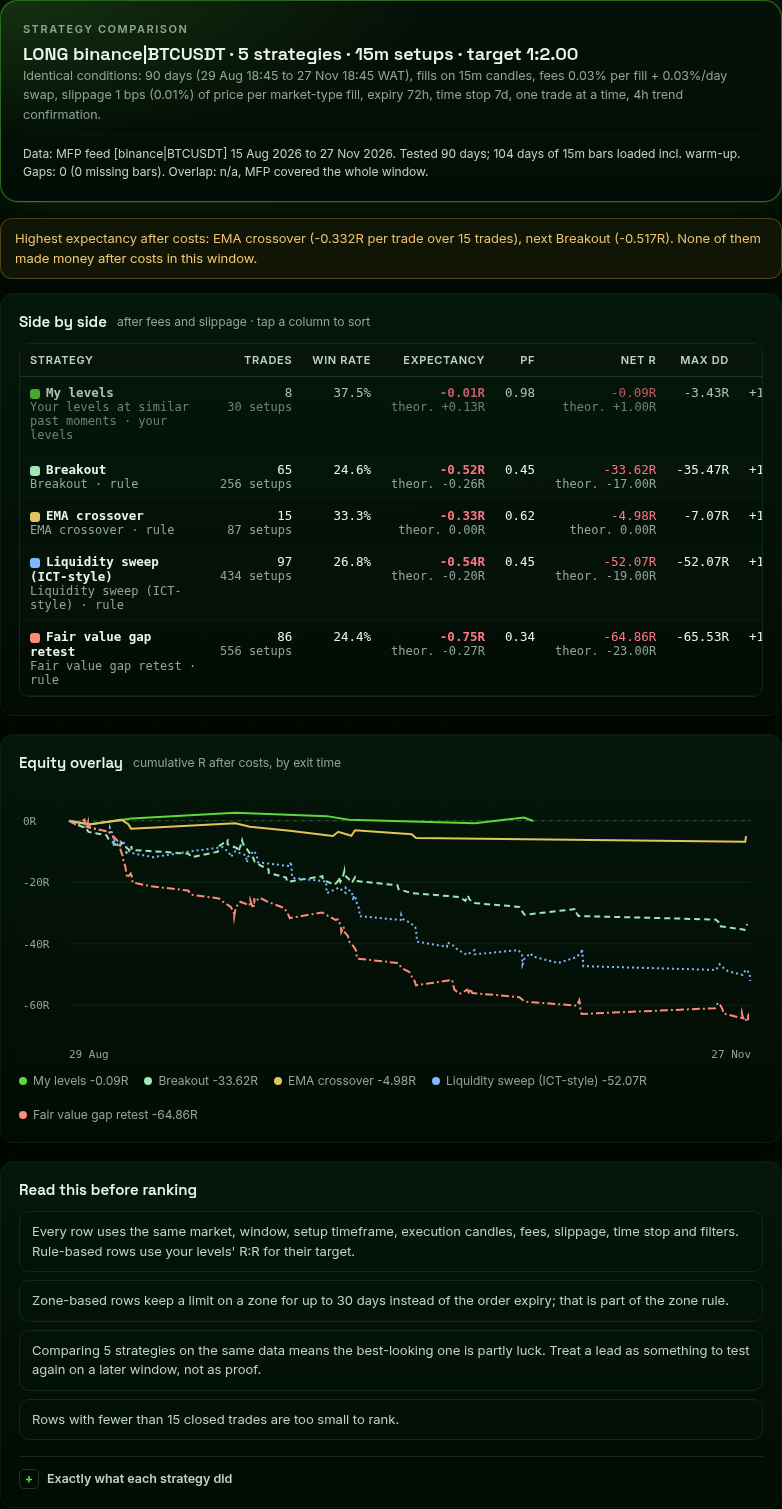 STRATEGY COMPARISON
LONG binance|BTCUSDT · 5 strategies · 15m setups · target 1:2.00
Identical conditions: 90 days (29 Aug 18:45 to 27 Nov 18:45 WAT), fills on 15m candles, fees 0.03% per fill + 0.03%/day
swap, slippage 1 bps (0.01%) of price per market-type fill, expiry 72h, time stop 7d, one trade at a time, 4h trend
confirmation.
Data: MFP feed [binance|BTCUSDT] 15 Aug 2026 to 27 Nov 2026. Tested 90 days; 104 days of 15m bars loaded incl. warm-up.
Gaps: 0 (0 missing bars). Overlap: n/a, MFP covered the whole window.
Highest expectancy after costs: EMA crossover (-0.332R per trade over 15 trades), next Breakout (-0.517R). None of them
made money after costs in this window.
Side by side after fees and slippage · tap a column to sort
STRATEGY TRADES WIN RATE EXPECTANCY PF NET R MAX DD
My levels 8 37.5% -0.01R 0.98 -0.09R -3.43R +1
Your levels at similar 30 setups theor. +0.13R theor. +1.00R
past moments · your
levels
Breakout 65 24.6% -0.52R 0.45 -33.62R -35.47R +1
Breakout · rule 256 setups theor. -0.26R theor. -17.00R
EMA crossover 15 33.3% -0.33R 0.62 -4.98R -7.07R +1
EMA crossover · rule 87 setups theor. 0.00R theor. 0.00R
Liquidity sweep 97 26.8% -0.54R 0.45 -52.07R -52.07R +1
(ICT-style) 434 setups theor. -0.20R theor. -19.00R
Liquidity sweep (ICT-
style) · rule
Fair value gap 86 24.4% -0.75R 0.34 -64.86R -65.53R +1
retest 556 setups theor. -0.27R theor. -23.00R
Fair value gap retest ·
rule
Equity overlay cumulative R after costs, by exit time
0R
-20R
-40R
-60R
29 Aug 27 Nov
My levels -0.09R Breakout -33.62R EMA crossover -4.98R Liquidity sweep (ICT-style) -52.07R
Fair value gap retest -64.86R
Read this before ranking
Every row uses the same market, window, setup timeframe, execution candles, fees, slippage, time stop and filters.
Rule-based rows use your levels' R:R for their target.
Zone-based rows keep a limit on a zone for up to 30 days instead of the order expiry; that is part of the zone rule.
Comparing 5 strategies on the same data means the best-looking one is partly luck. Treat a lead as something to test
again on a later window, not as proof.
Rows with fewer than 15 closed trades are too small to rank.
+ Exactly what each strategy did